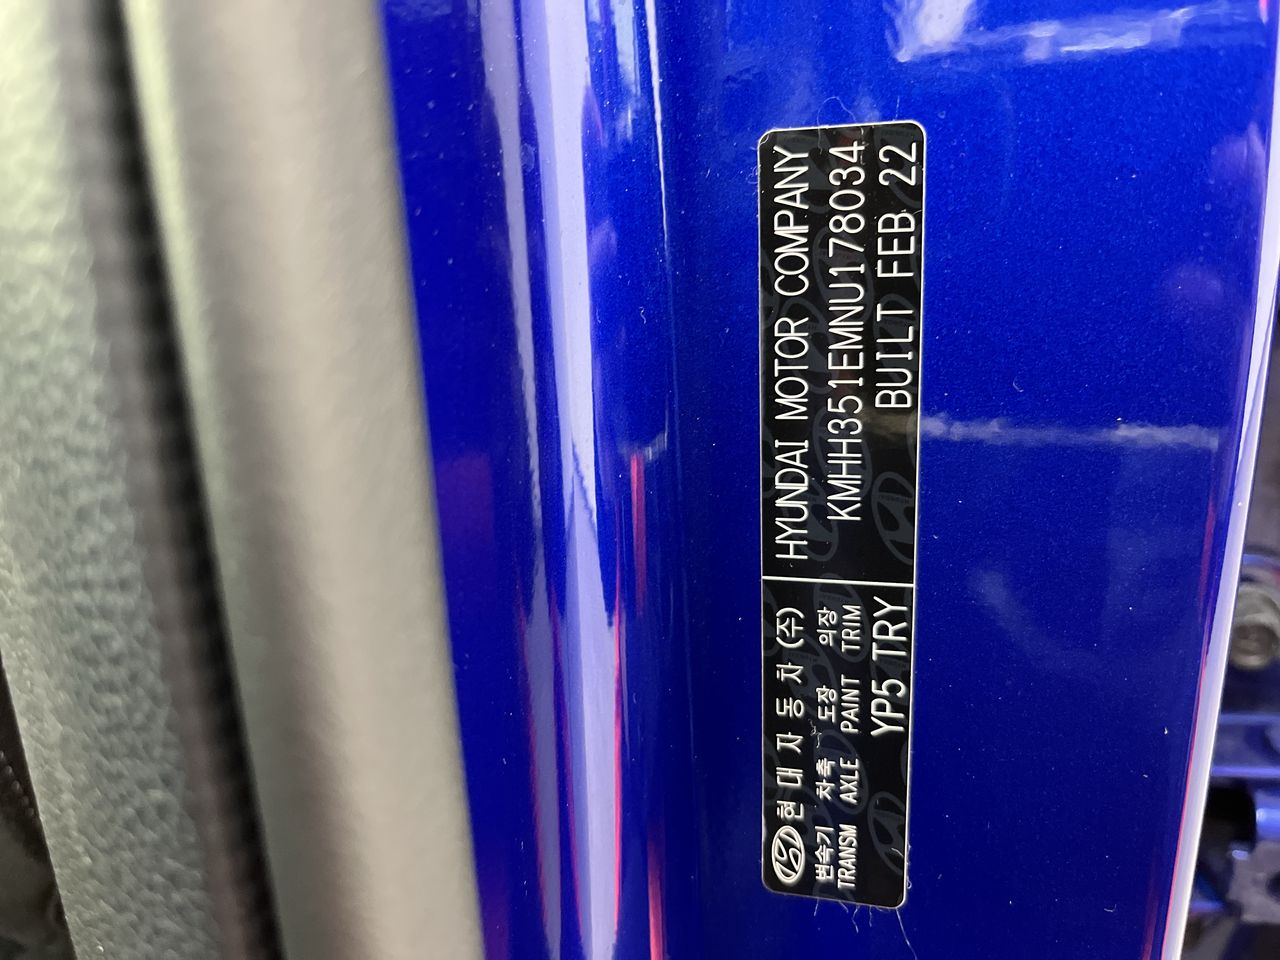 현대자동차(주)
HYUNDAI MOTOR COMPANY
변속기 차축 도장 의장
TRANSM AXLE PAINT TRIM
KMHH351EMNU178034
YP5 TRY
BUILT FEB 22